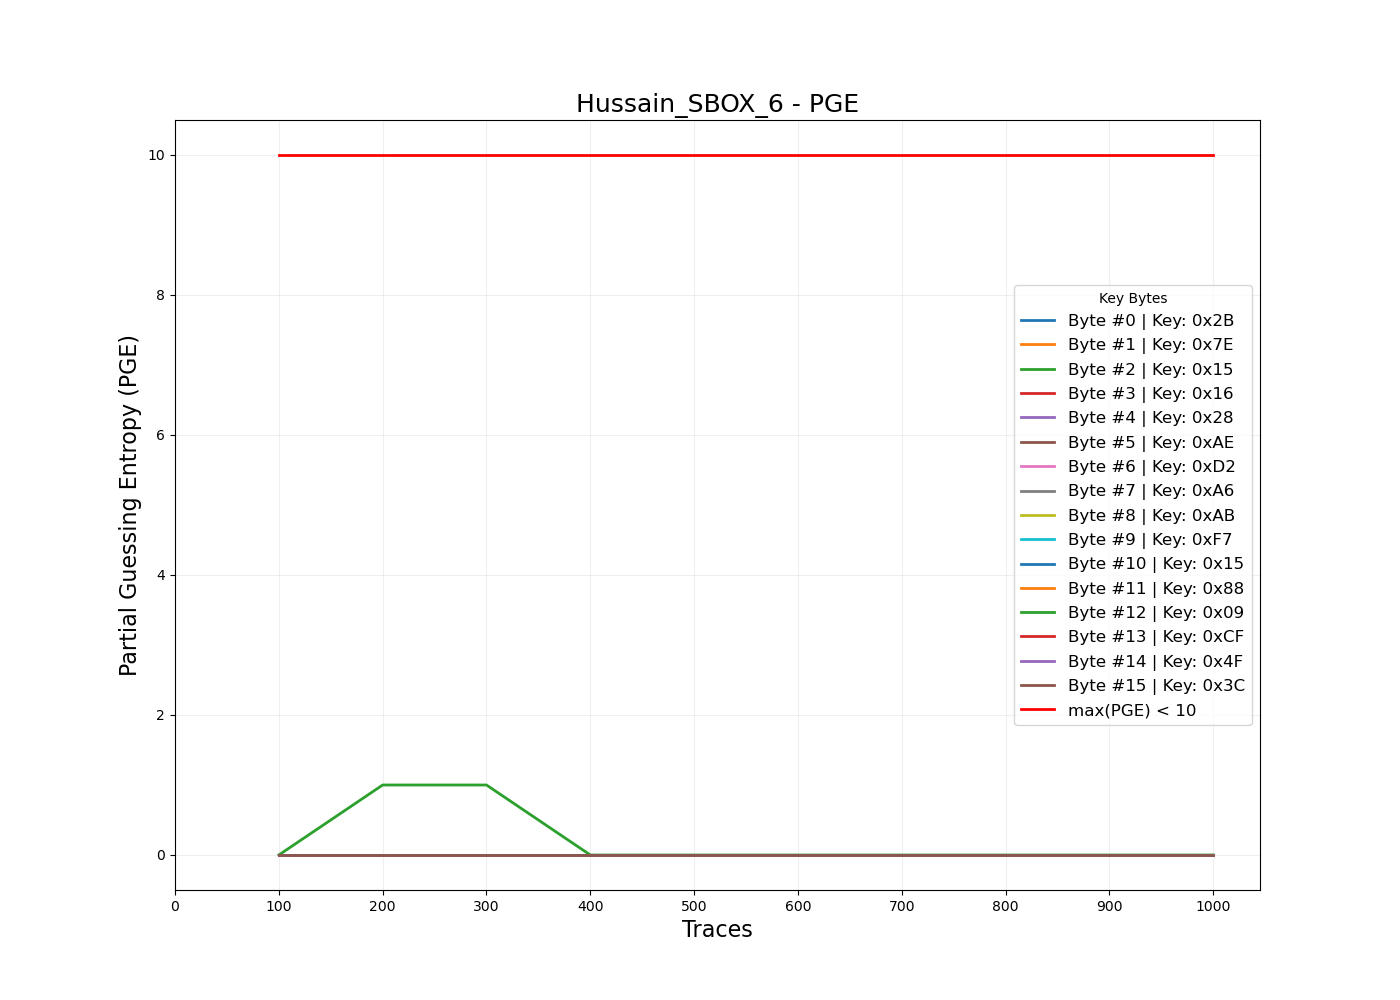 Hussain_SBOX_6 - PGE
Partial Guessing Entropy (PGE)
10
8
6
4
2
0
Key Bytes
Byte #0 | Key: 0x2B
Byte #1 | Key: 0x7E
Byte #2 | Key: 0x15
Byte #3 | Key: 0x16
Byte #4 | Key: 0x28
Byte #5 | Key: 0xAE
Byte #6 | Key: 0xD2
Byte #7 | Key: 0xA6
Byte #8 | Key: 0xAB
Byte #9 | Key: 0xF7
Byte #10 | Key: 0x15
Byte #11 | Key: 0x88
Byte #12 | Key: 0x09
Byte #13 | Key: 0xCF
Byte #14 | Key: 0x4F
Byte #15 | Key: 0x3C
max(PGE) < 10
0 100 200 300 400 500 600 700 800 900 1000
Traces